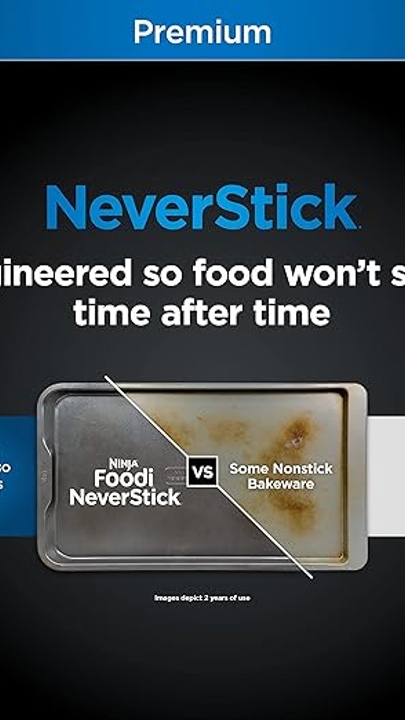 Premium
NeverStick
ineered so food won't s
time after time
so
s
NINJA
Foodi
NeverStick
VS
Some Nonstick
Bakeware
Images depict 2 years of use